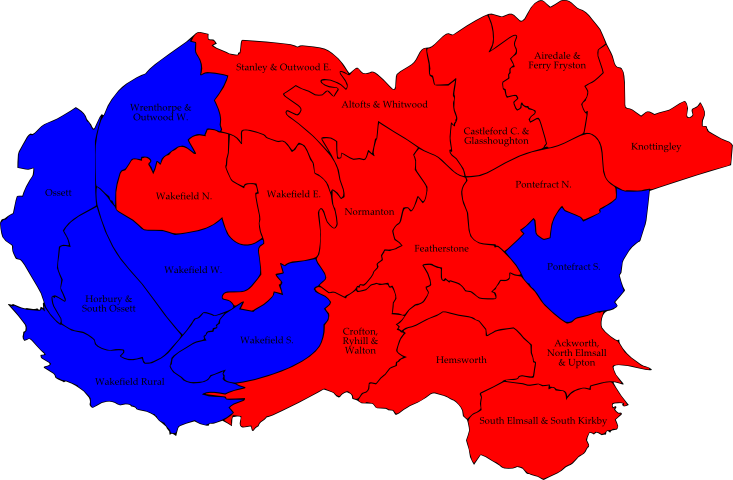 Airedale &
Ferry Fryston
Stanley & Outwood E.
Altofts & Whitwood
Wrenthorpe &
Outwood W.
Castleford C. &
Glasshoughton
Knottingley
Pontefract N.
Ossett
Wakefield N.
Wakefield E.
Normanton
Featherstone
Wakefield W.
Pontefract S.
Horbury &
South Ossett
Crofton,
Ryhill &
Walton
Wakefield S.
Ackworth,
North Elmsall
& Upton
Hemsworth
Wakefield Rural
South Elmsall & South Kirkby